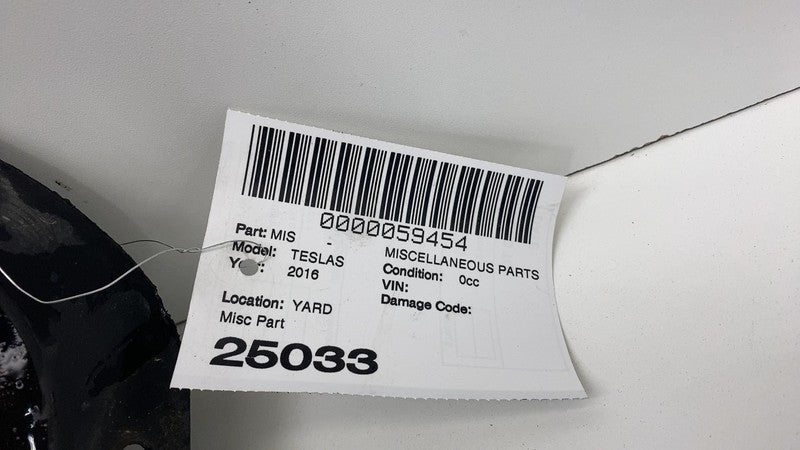 0000059454
Part: MIS - MISCELLANEOUS PARTS
Model: TESLAS Condition: 0cc
2016 VIN:
Damage Code:
Location: YARD
Misc Part
25033